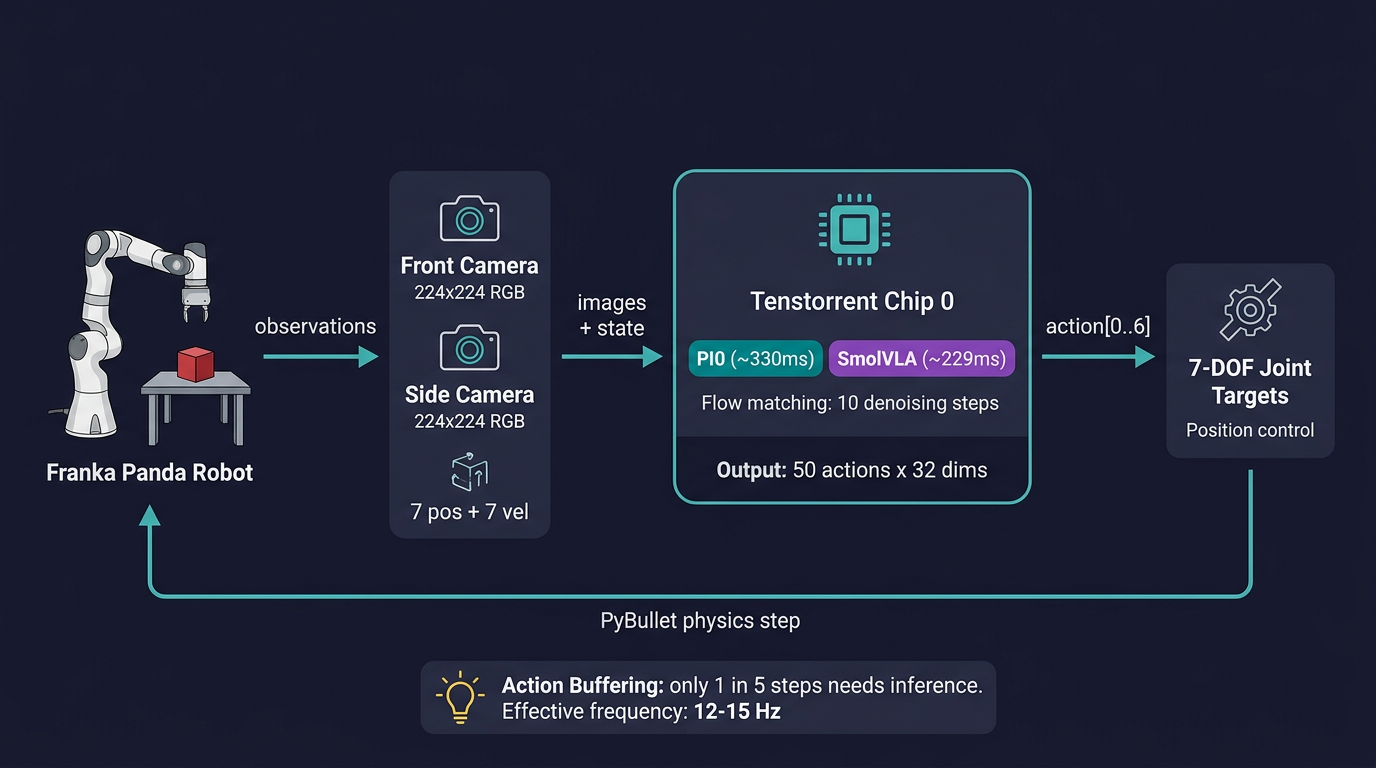 Franka Panda Robot
observations
Front Camera
224x224 RGB
Side Camera
224x224 RGB
7 pos + 7 vel
images
+ state
Tenstorrent Chip 0
PI0 (~330ms)
SmolVLA (~229ms)
Flow matching: 10 denoising steps
Output: 50 actions x 32 dims
action[0..6]
7-DOF Joint
Targets
Position control
PyBullet physics step
Action Buffering: only 1 in 5 steps needs inference.
Effective frequency: 12-15 Hz